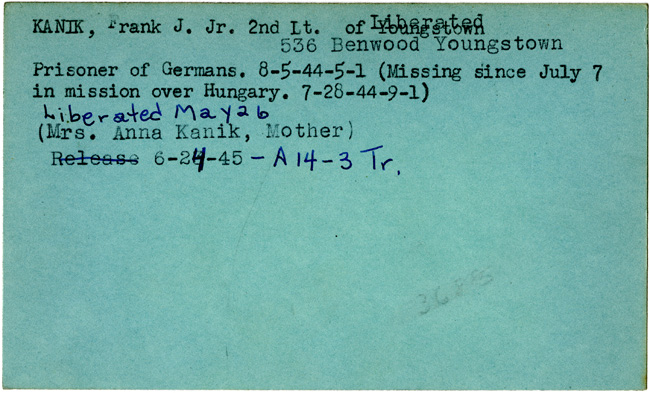 KANIK, Frank J. Jr. 2nd Lt. of Youngstown Liberated
536 Benwood Youngstown
Prisoner of Germans. 8-5-44-5-1 (Missing since July 7
in mission over Hungary. 7-28-44-9-1)
Liberated May 26
(Mrs. Anna Kanik, Mother)
Release 6-24-45 - A 14-3 Tr.